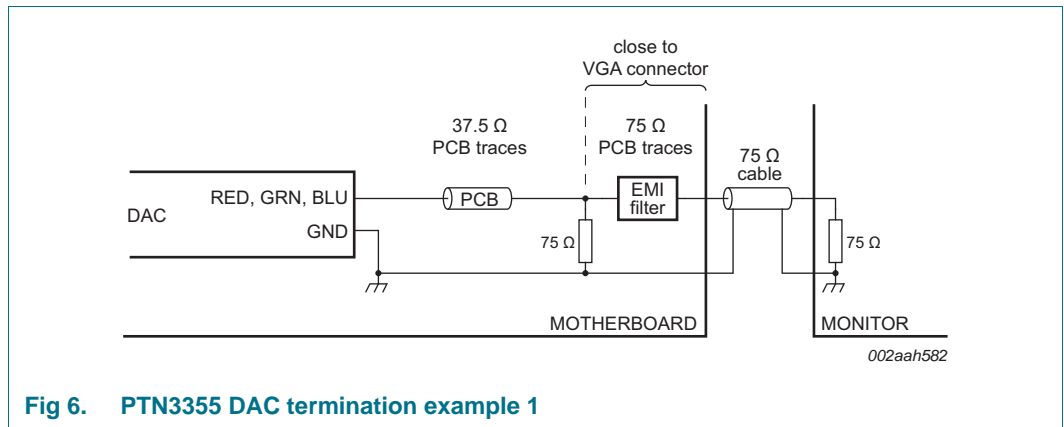 close to
VGA connector
37.5 Ω
PCB traces
75 Ω
PCB traces
75 Ω
cable
DAC
RED, GRN, BLU
GND
PCB
EMI
filter
75 Ω
75 Ω
MOTHERBOARD
MONITOR
002aah582
Fig 6. PTN3355 DAC termination example 1